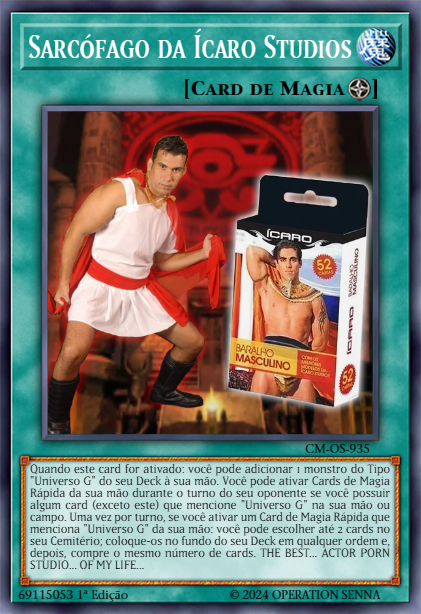 Sarcófago da Ícaro Studios
魔
[Card de Magia]
ÍCARO
52
CARTAS
BARALHO
MASCULINO
ÍCARO
BARALHO
MASCULINO
52
CM-OS-935
Quando este card for ativado: você pode adicionar 1 monstro do Tipo
"Universo G" do seu Deck à sua mão. Você pode ativar Cards de Magia
Rápida da sua mão durante o turno do seu oponente se você possuir
algum card (exceto este) que mencione "Universo G" na sua mão ou
campo. Uma vez por turno, se você ativar um Card de Magia Rápida que
menciona "Universo G" da sua mão: você pode escolher até 2 cards no
seu Cemitério; coloque-os no fundo do seu Deck em qualquer ordem e,
depois, compre o mesmo número de cards. THE BEST... ACTOR PORN
STUDIO... OF MY LIFE...
69115053 1ª Edição
© 2024 OPERATION SENNA